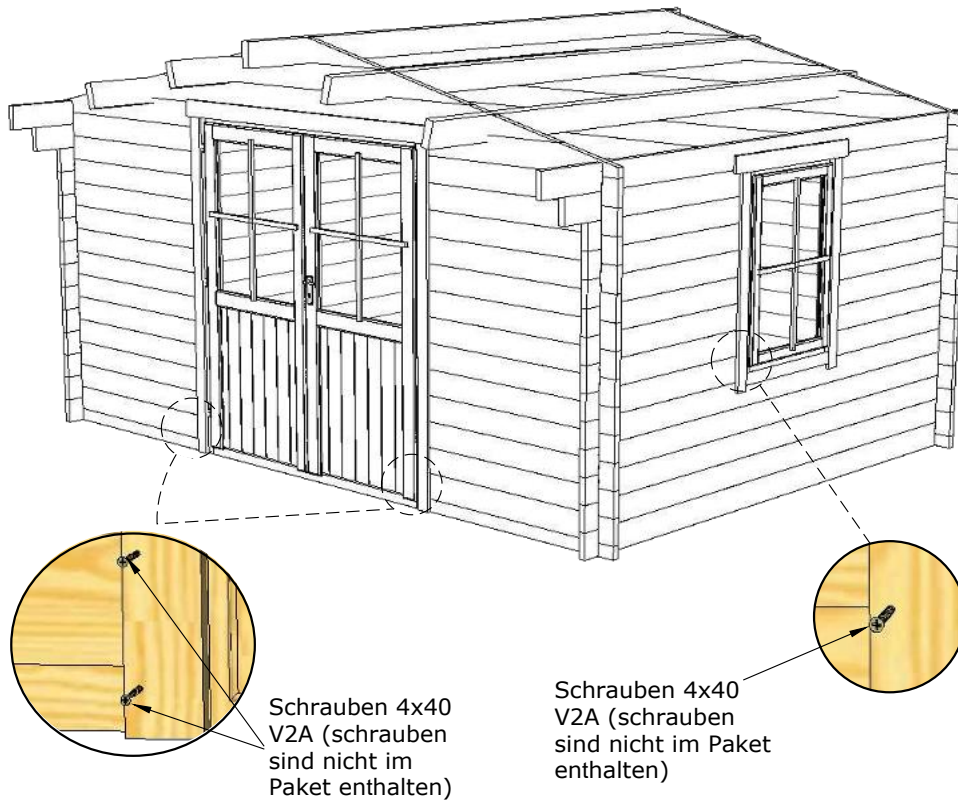 Schrauben 4x40
V2A (schrauben
sind nicht im
Paket enthalten)
Schrauben 4x40
V2A (schrauben
sind nicht im Paket
enthalten)